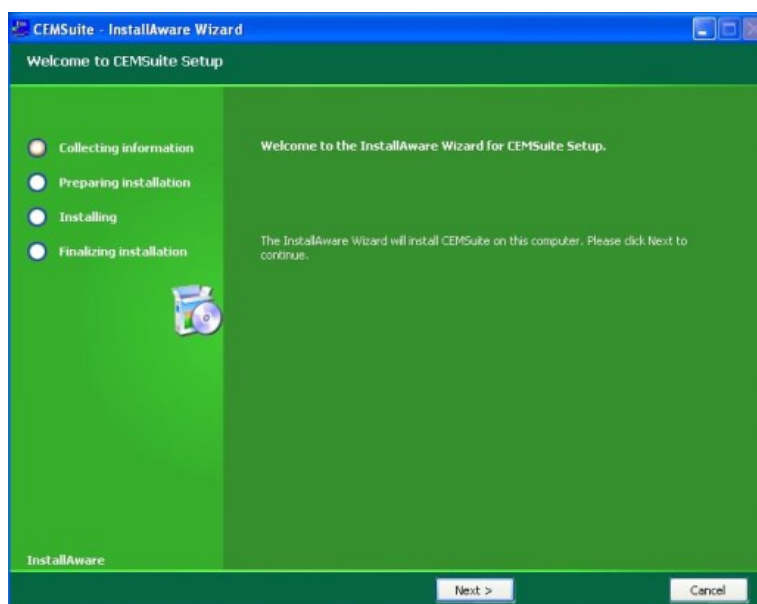 CEMSuite - InstallAware Wizard
Welcome to CEMSuite Setup
Collecting information
Preparing installation
Installing
Finalizing installation
Welcome to the InstallAware Wizard for CEMSuite Setup.
The InstallAware Wizard will install CEMSuite on this computer. Please click Next to
continue.
InstallAware
Next >
Cancel